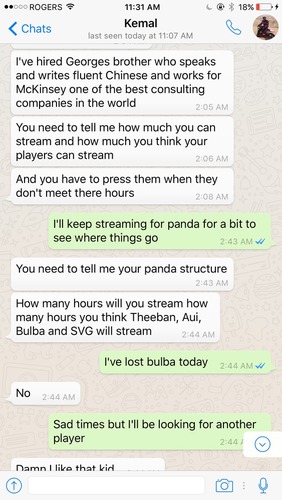 ROGERS 11:31 AM 18%
Chats Kemal
last seen today at 11:07 AM
I've hired Georges brother who speaks
and writes fluent Chinese and works for
McKinsey one of the best consulting
companies in the world
2:05 AM
You need to tell me how much you can
stream and how much you think your
players can stream
2:06 AM
And you have to press them when they
don't meet there hours
2:08 AM
I'll keep streaming for panda for a bit to
see where things go
2:43 AM
You need to tell me your panda structure
2:43 AM
How many hours will you stream how
many hours you think Theeban, Aui,
Bulba and SVG will stream
2:44 AM
I've lost bulba today 2:44 AM
No 2:44 AM
Sad times but I'll be looking for another
player 2:44
Damn I like that kid